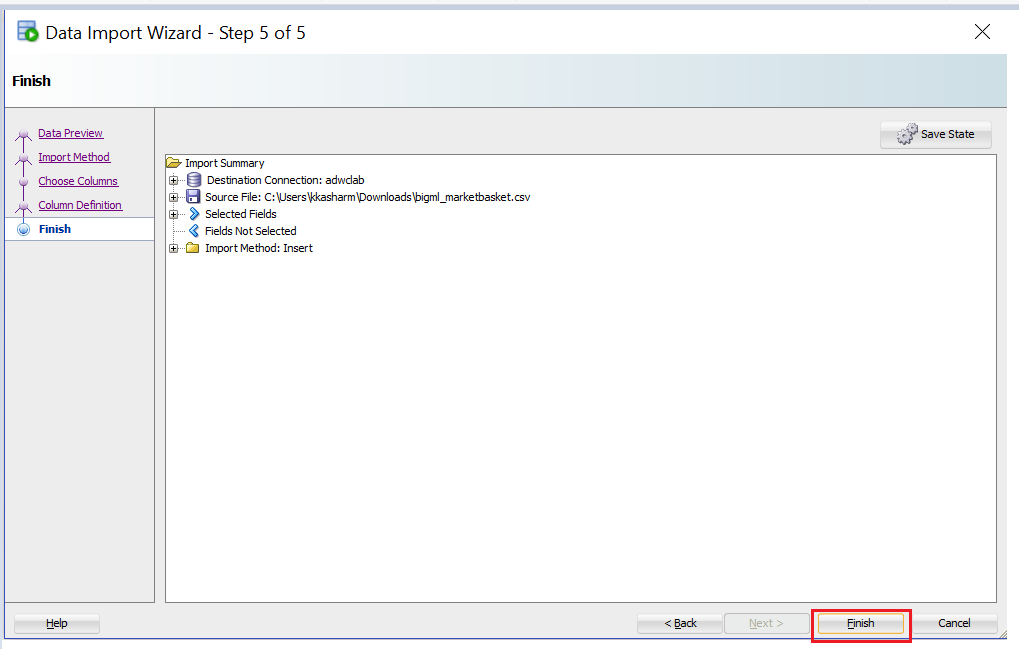 Data Import Wizard - Step 5 of 5
Finish
Data Preview
Import Method
Choose Columns
Column Definition
Finish
Save State
Import Summary
Destination Connection: adwclab
Source File: C:\Users\kkasharm\Downloads\bigml_marketbasket.csv
Selected Fields
Fields Not Selected
Import Method: Insert
Help
< Back
Next >
Finish
Cancel